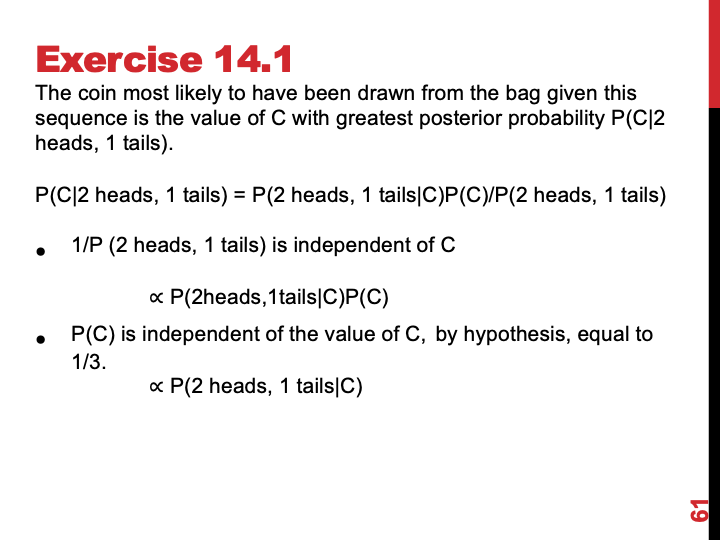 Exercise 14.1
The coin most likely to have been drawn from the bag given this
sequence is the value of C with greatest posterior probability P(C|2
heads, 1 tails).
P(C|2 heads, 1 tails) = P(2 heads, 1 tails|C)P(C)/P(2 heads, 1 tails)
• 1/P (2 heads, 1 tails) is independent of C
∝ P(2heads,1tails|C)P(C)
• P(C) is independent of the value of C, by hypothesis, equal to
1/3.
∝ P(2 heads, 1 tails|C)
61